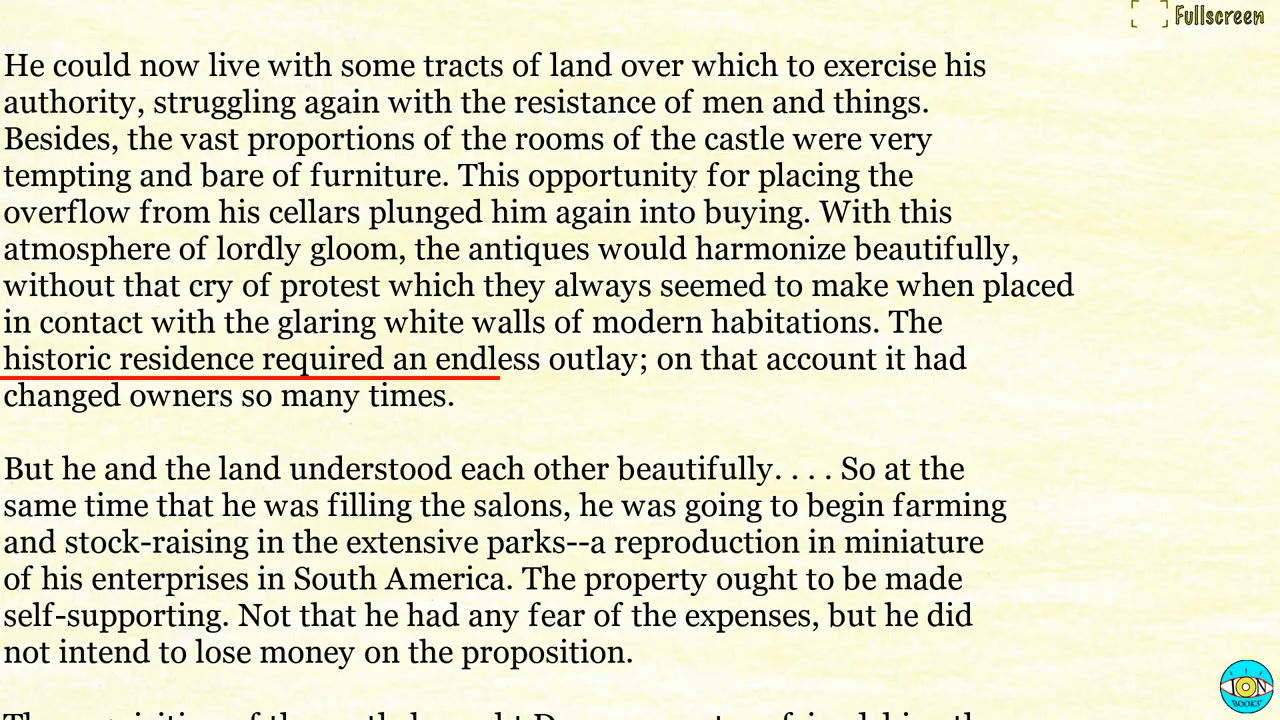 Fullscreen
He could now live with some tracts of land over which to exercise his
authority, struggling again with the resistance of men and things.
Besides, the vast proportions of the rooms of the castle were very
tempting and bare of furniture. This opportunity for placing the
overflow from his cellars plunged him again into buying. With this
atmosphere of lordly gloom, the antiques would harmonize beautifully,
without that cry of protest which they always seemed to make when placed
in contact with the glaring white walls of modern habitations. The
historic residence required an endless outlay; on that account it had
changed owners so many times.
But he and the land understood each other beautifully. . . . So at the
same time that he was filling the salons, he was going to begin farming
and stock-raising in the extensive parks--a reproduction in miniature
of his enterprises in South America. The property ought to be made
self-supporting. Not that he had any fear of the expenses, but he did
not intend to lose money on the proposition.
ION
BOOKS